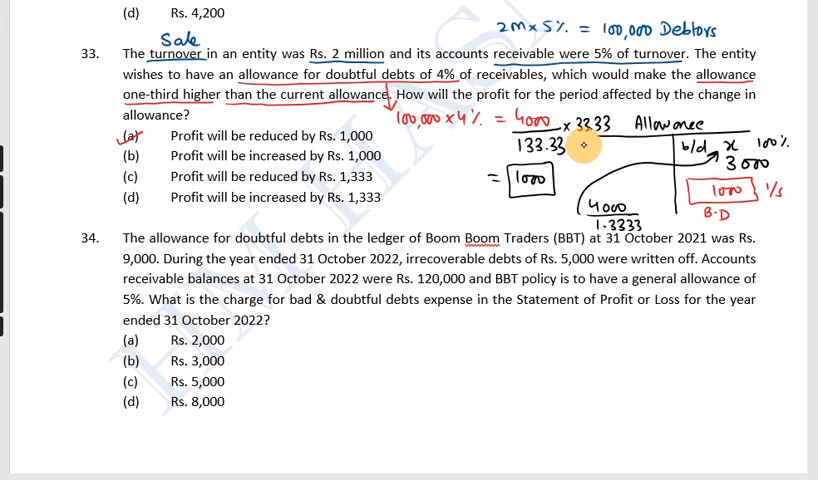 (d) Rs. 4,200
2M x 5% = 100,000 Debtors
Sale
33. The turnover in an entity was Rs. 2 million and its accounts receivable were 5% of turnover. The entity
wishes to have an allowance for doubtful debts of 4% of receivables, which would make the allowance
one-third higher than the current allowance. How will the profit for the period affected by the change in
allowance?
100,000 x 4% = 4000 x 33.33
133.33
= 1000
Allowance
b/d x 100%
3000
1000 I/S
B.D
4000
1.3333
(a) Profit will be reduced by Rs. 1,000
(b) Profit will be increased by Rs. 1,000
(c) Profit will be reduced by Rs. 1,333
(d) Profit will be increased by Rs. 1,333
34. The allowance for doubtful debts in the ledger of Boom Boom Traders (BBT) at 31 October 2021 was Rs.
9,000. During the year ended 31 October 2022, irrecoverable debts of Rs. 5,000 were written off. Accounts
receivable balances at 31 October 2022 were Rs. 120,000 and BBT policy is to have a general allowance of
5%. What is the charge for bad & doubtful debts expense in the Statement of Profit or Loss for the year
ended 31 October 2022?
(a) Rs. 2,000
(b) Rs. 3,000
(c) Rs. 5,000
(d) Rs. 8,000